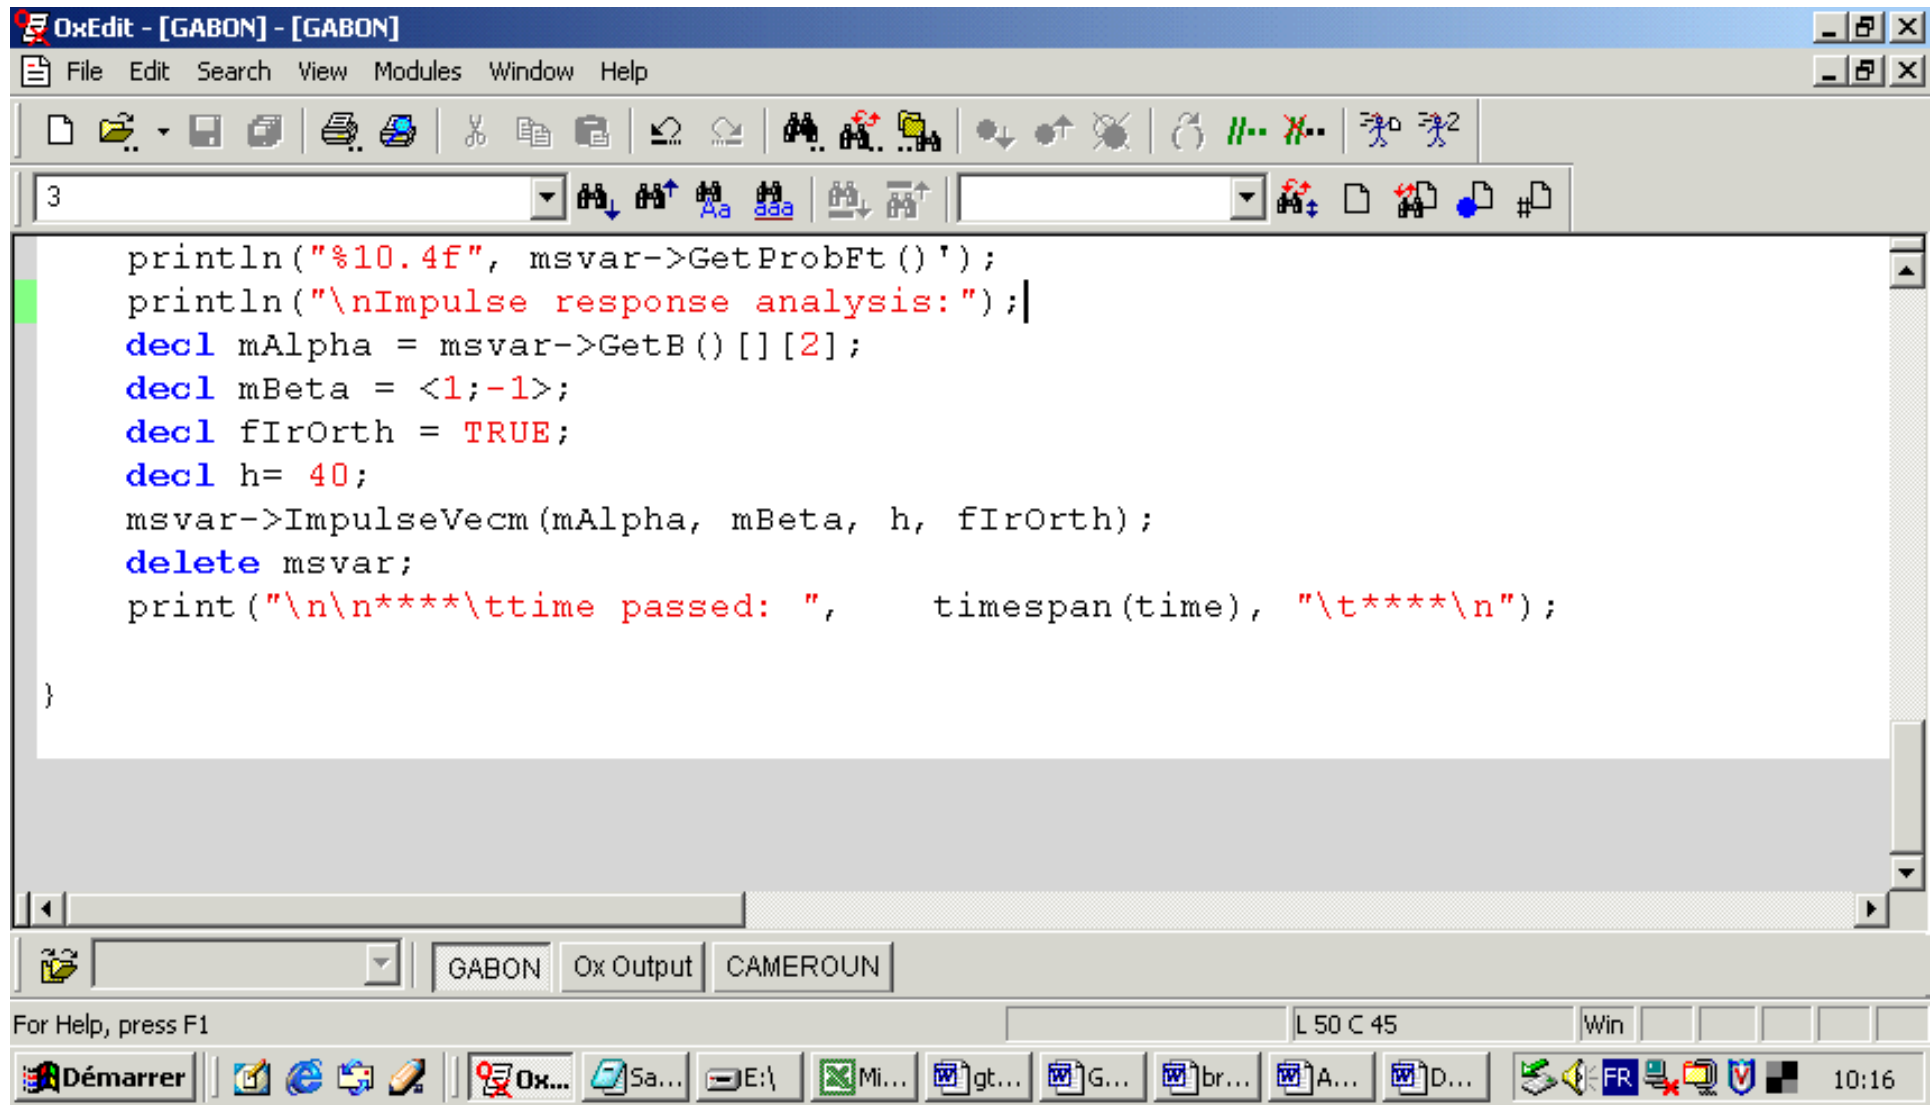 OxEdit - [GABON] - [GABON]
File Edit Search View Modules Window Help
3
println("%10.4f", msvar->GetProbFt()');
println("\nImpulse response analysis:");
decl mAlpha = msvar->GetB()[][2];
decl mBeta = <1;-1>;
decl fIrOrth = TRUE;
decl h= 40;
msvar->ImpulseVecm(mAlpha, mBeta, h, fIrOrth);
delete msvar;
print("\n\n****\ttime passed: ",    timespan(time), "\t****\n");
}
GABON Ox Output CAMEROUN
For Help, press F1 L 50 C 45 Win
Démarrer Ox... Sa... E:\ Mi... gt... G... br... A... D... FR 10:16